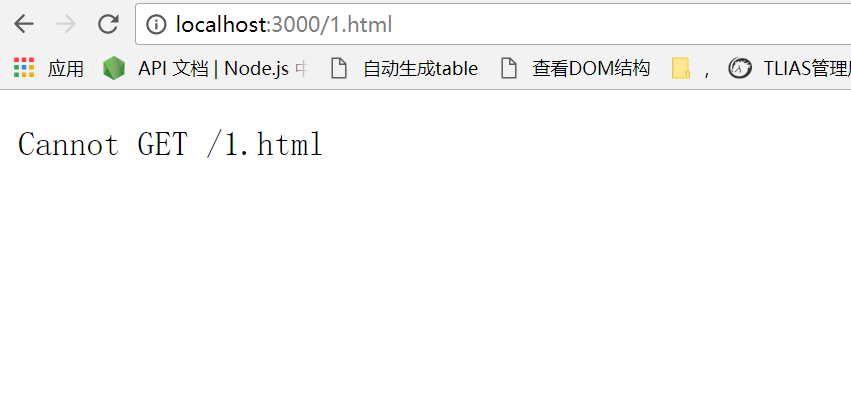 localhost:3000/1.html
应用 API 文档 | Node.js 自动生成table 查看DOM结构 , TLIAS管理
Cannot GET /1.html